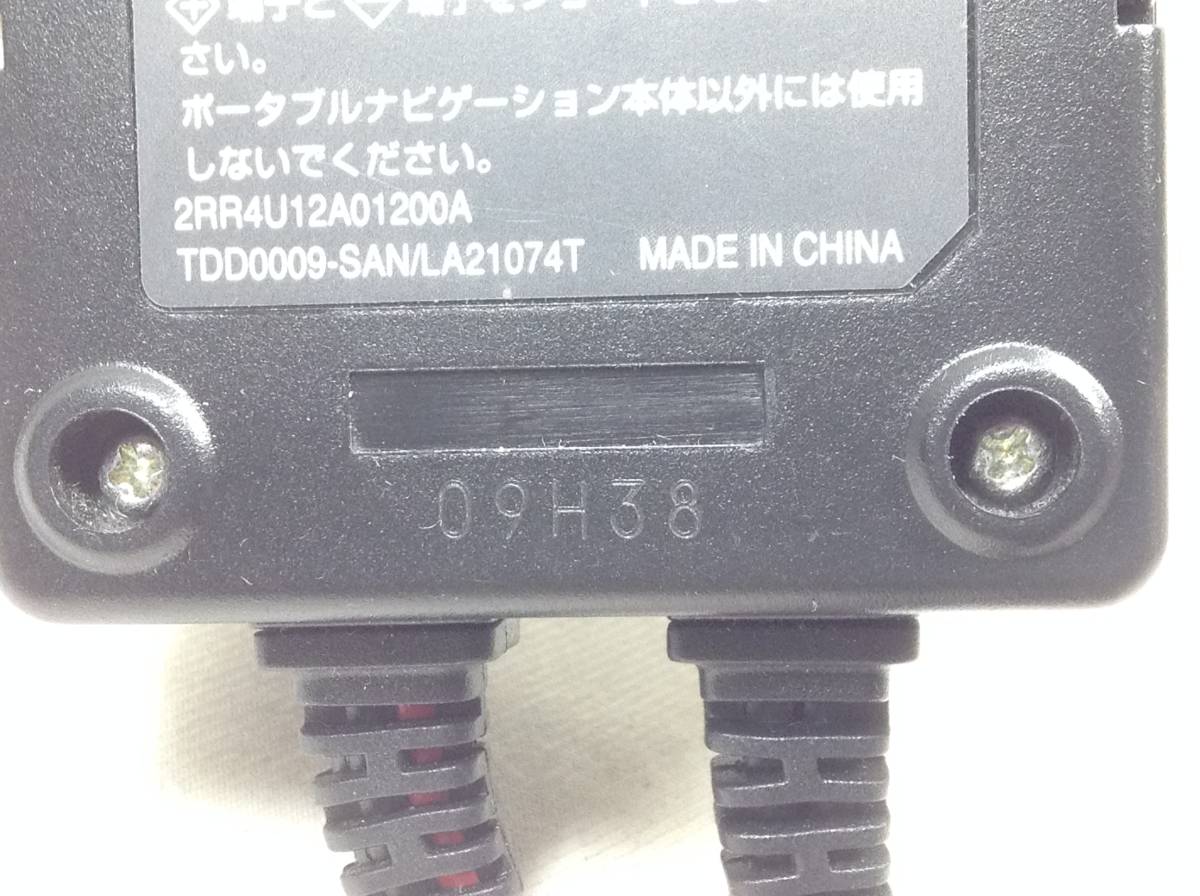 さい。
ポータブルナビゲーション本体以外には使用
しないでください。
2RR4U12A01200A
TDD0009-SAN/LA21074T MADE IN CHINA
09H38